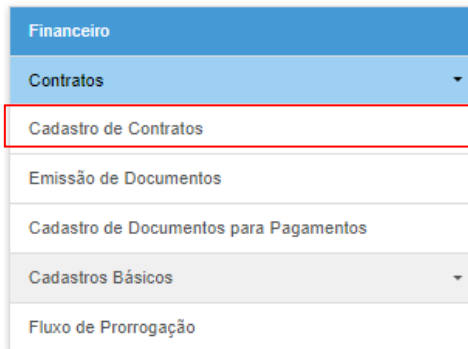 Financeiro
Contratos
Cadastro de Contratos
Emissão de Documentos
Cadastro de Documentos para Pagamentos
Cadastros Básicos
Fluxo de Prorrogação